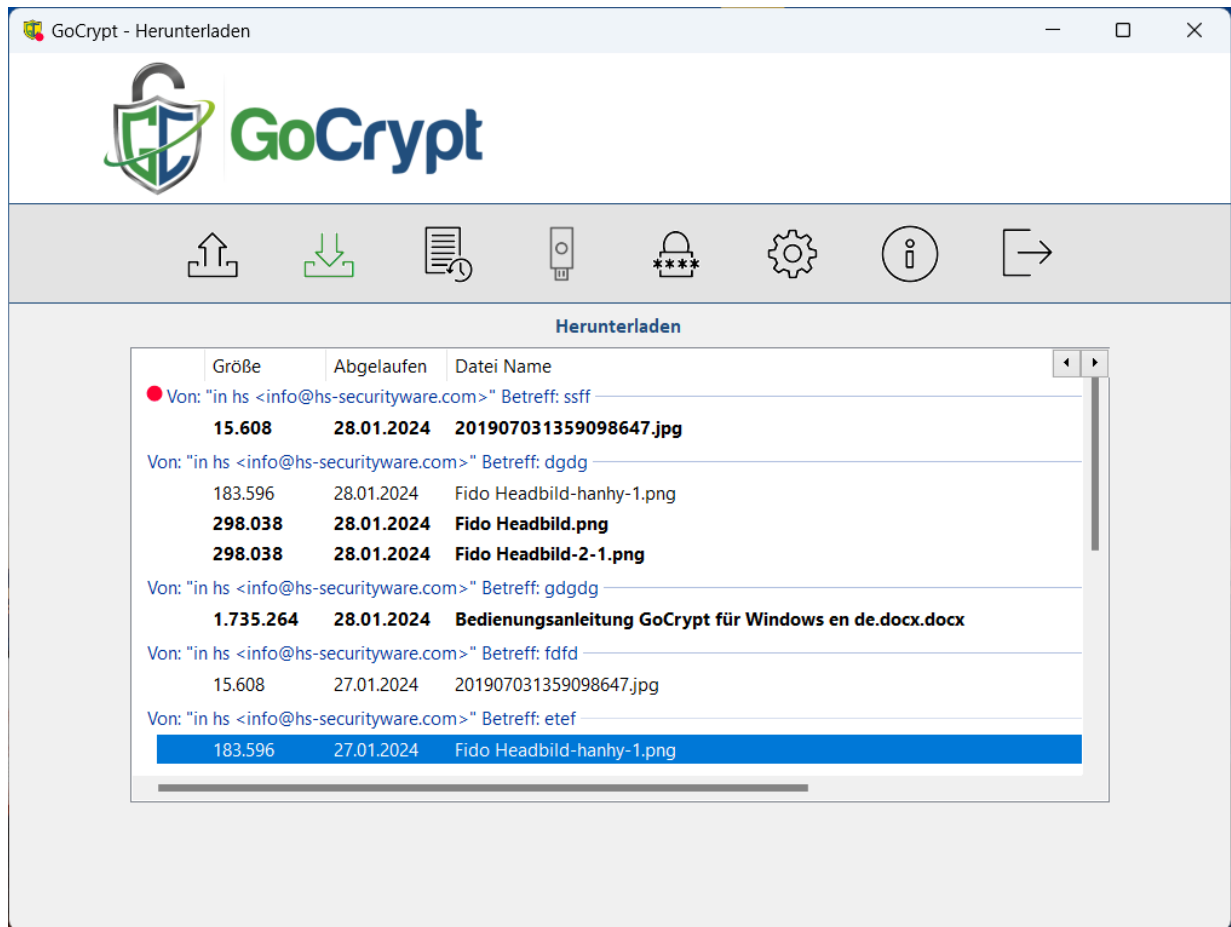 GoCrypt - Herunterladen
GC GoCrypt
****
Herunterladen
Größe Abgelaufen Datei Name
Von: "in hs <info@hs-securityware.com>" Betreff: ssff
15.608 28.01.2024 201907031359098647.jpg
Von: "in hs <info@hs-securityware.com>" Betreff: dgdg
183.596 28.01.2024 Fido Headbild-hanhy-1.png
298.038 28.01.2024 Fido Headbild.png
298.038 28.01.2024 Fido Headbild-2-1.png
Von: "in hs <info@hs-securityware.com>" Betreff: gdgdg
1.735.264 28.01.2024 Bedienungsanleitung GoCrypt für Windows en de.docx.docx
Von: "in hs <info@hs-securityware.com>" Betreff: fdfd
15.608 27.01.2024 201907031359098647.jpg
Von: "in hs <info@hs-securityware.com>" Betreff: etef
183.596 27.01.2024 Fido Headbild-hanhy-1.png